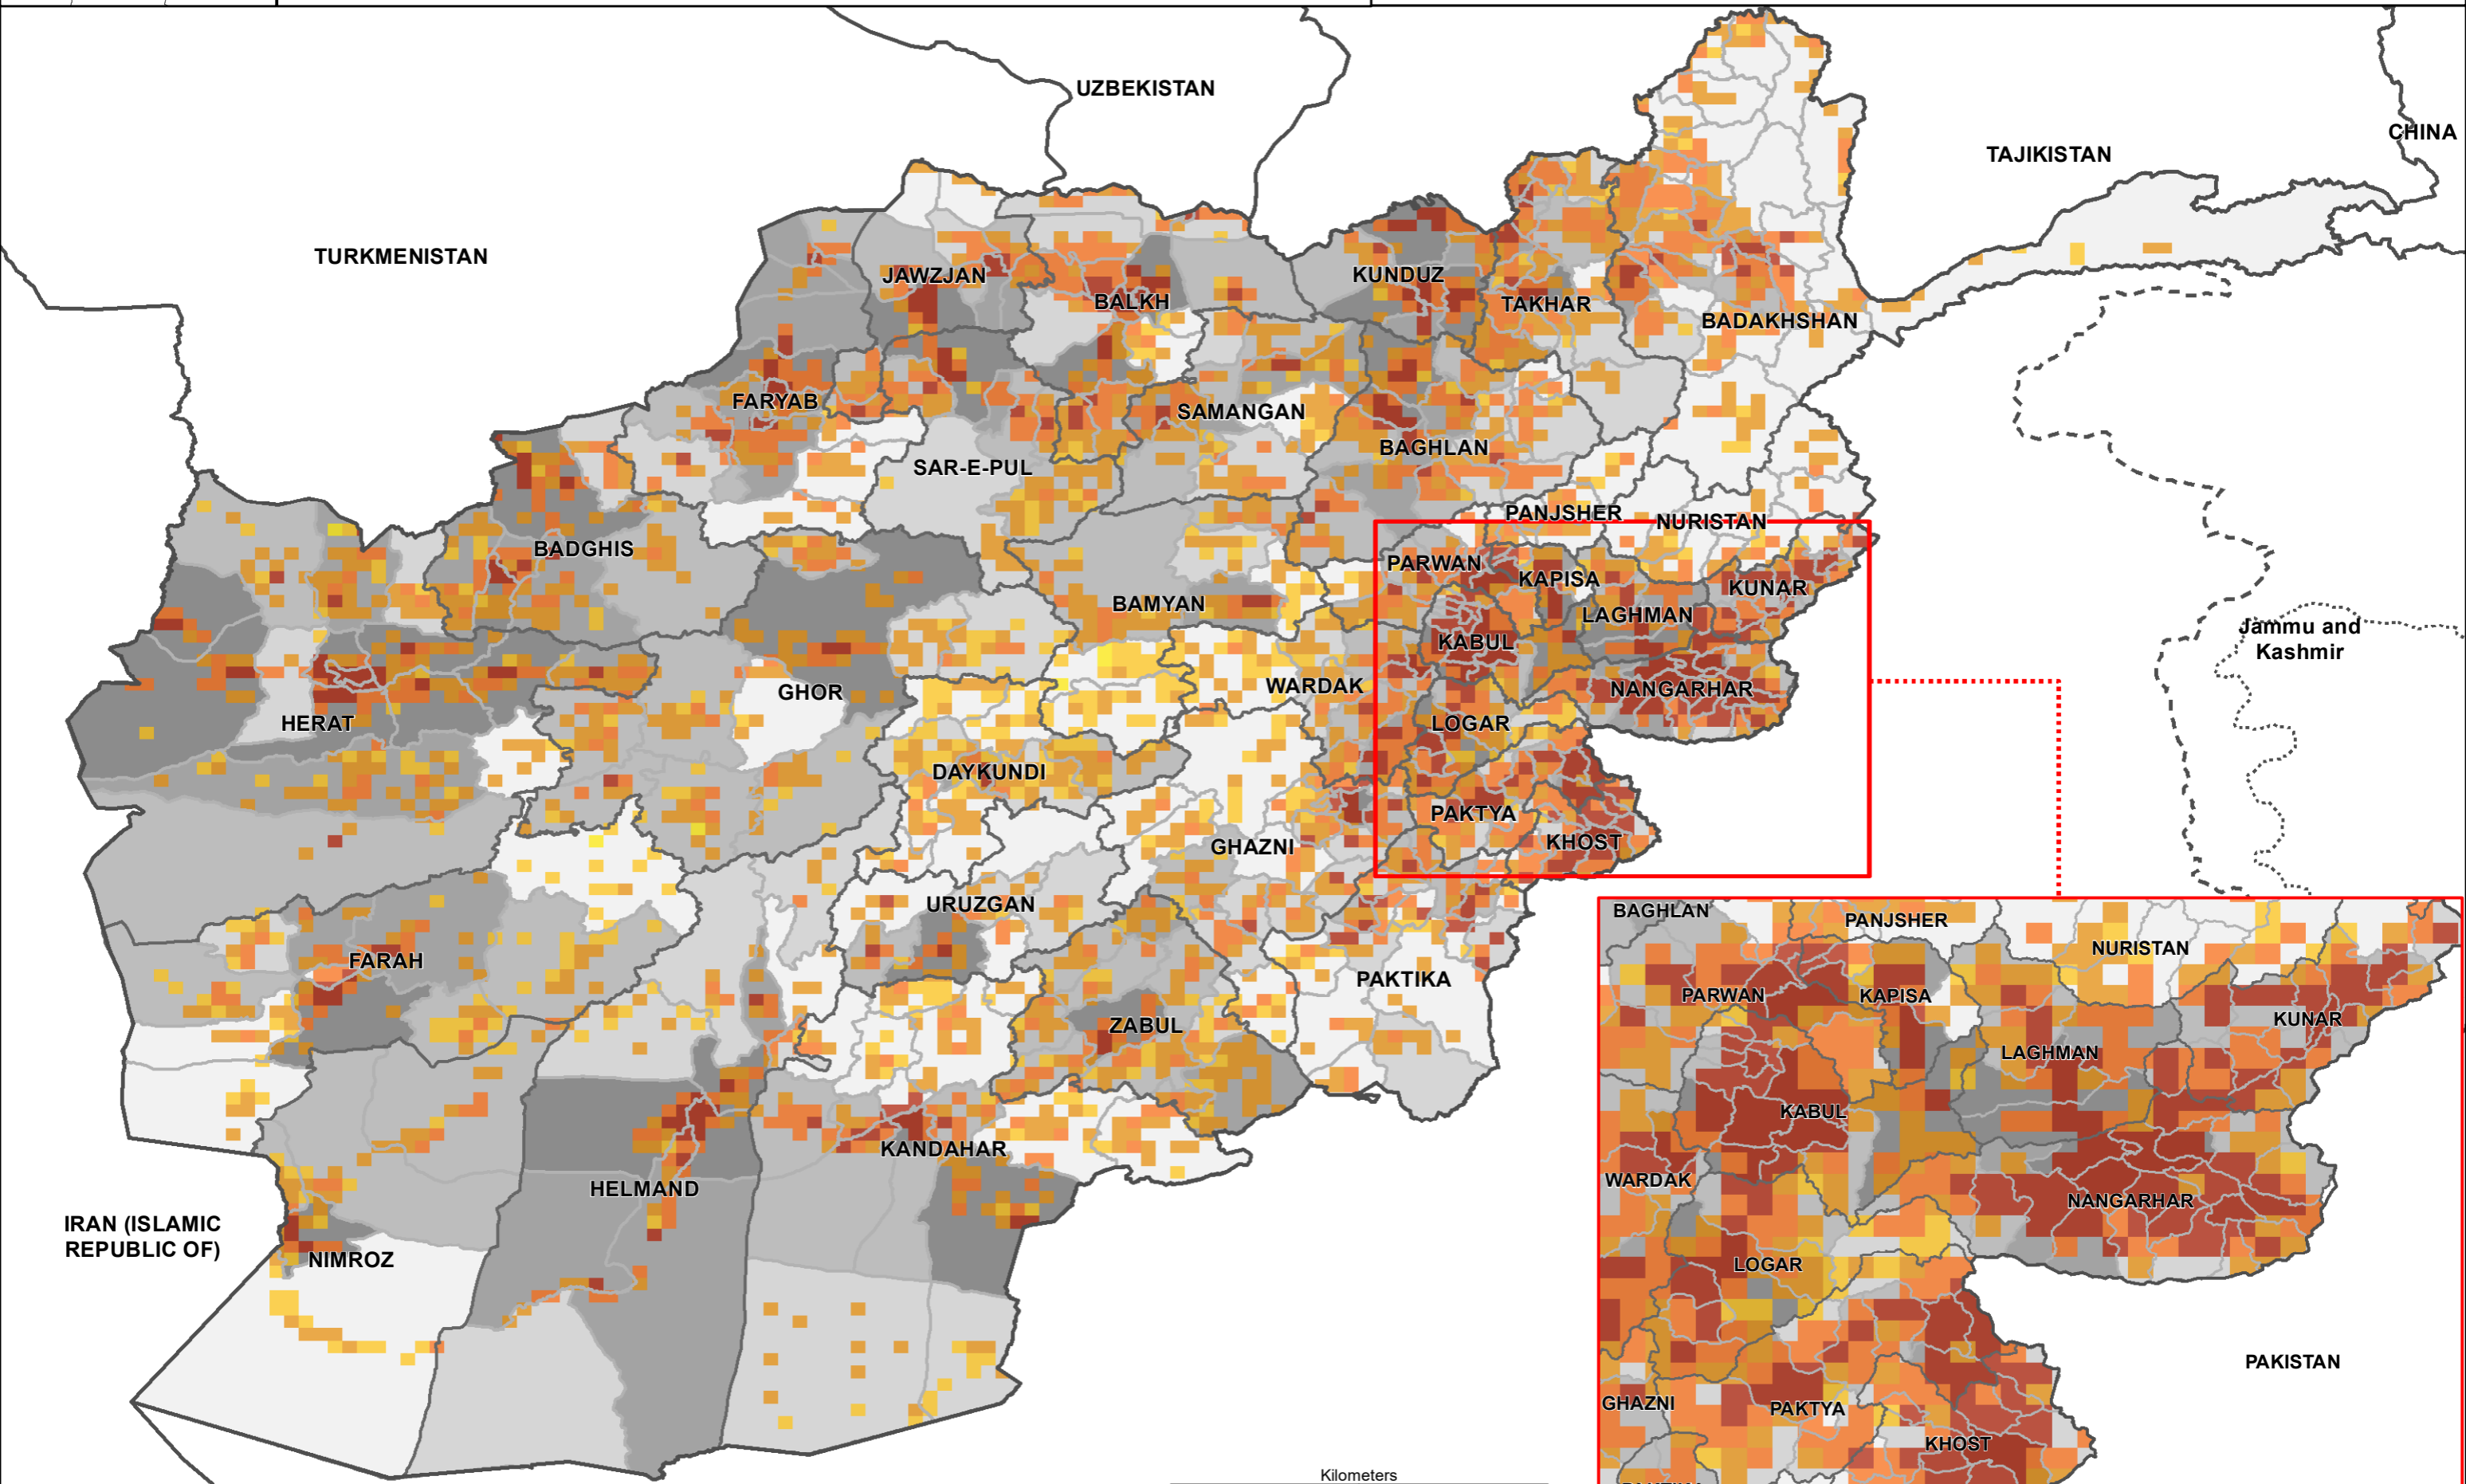 UZBEKISTAN
CHINA
TAJIKISTAN
TURKMENISTAN
JAWZJAN
BALKH
KUNDUZ
TAKHAR
BADAKHSHAN
FARYAB
SAMANGAN
BAGHLAN
SAR-E-PUL
PANJSHER
NURISTAN
BADGHIS
PARWAN
KAPISA
KUNAR
BAMYAN
LAGHMAN
KABUL
Jammu and
Kashmir
GHOR
WARDAK
NANGARHAR
HERAT
LOGAR
DAYKUNDI
PAKTYA
KHOST
GHAZNI
URUZGAN
FARAH
PAKTIKA
ZABUL
KANDAHAR
HELMAND
IRAN (ISLAMIC
REPUBLIC OF)
NIMROZ
BAGHLAN
PANJSHER
NURISTAN
PARWAN
KAPISA
KUNAR
LAGHMAN
KABUL
WARDAK
NANGARHAR
LOGAR
PAKISTAN
GHAZNI
PAKTYA
KHOST
Kilometers